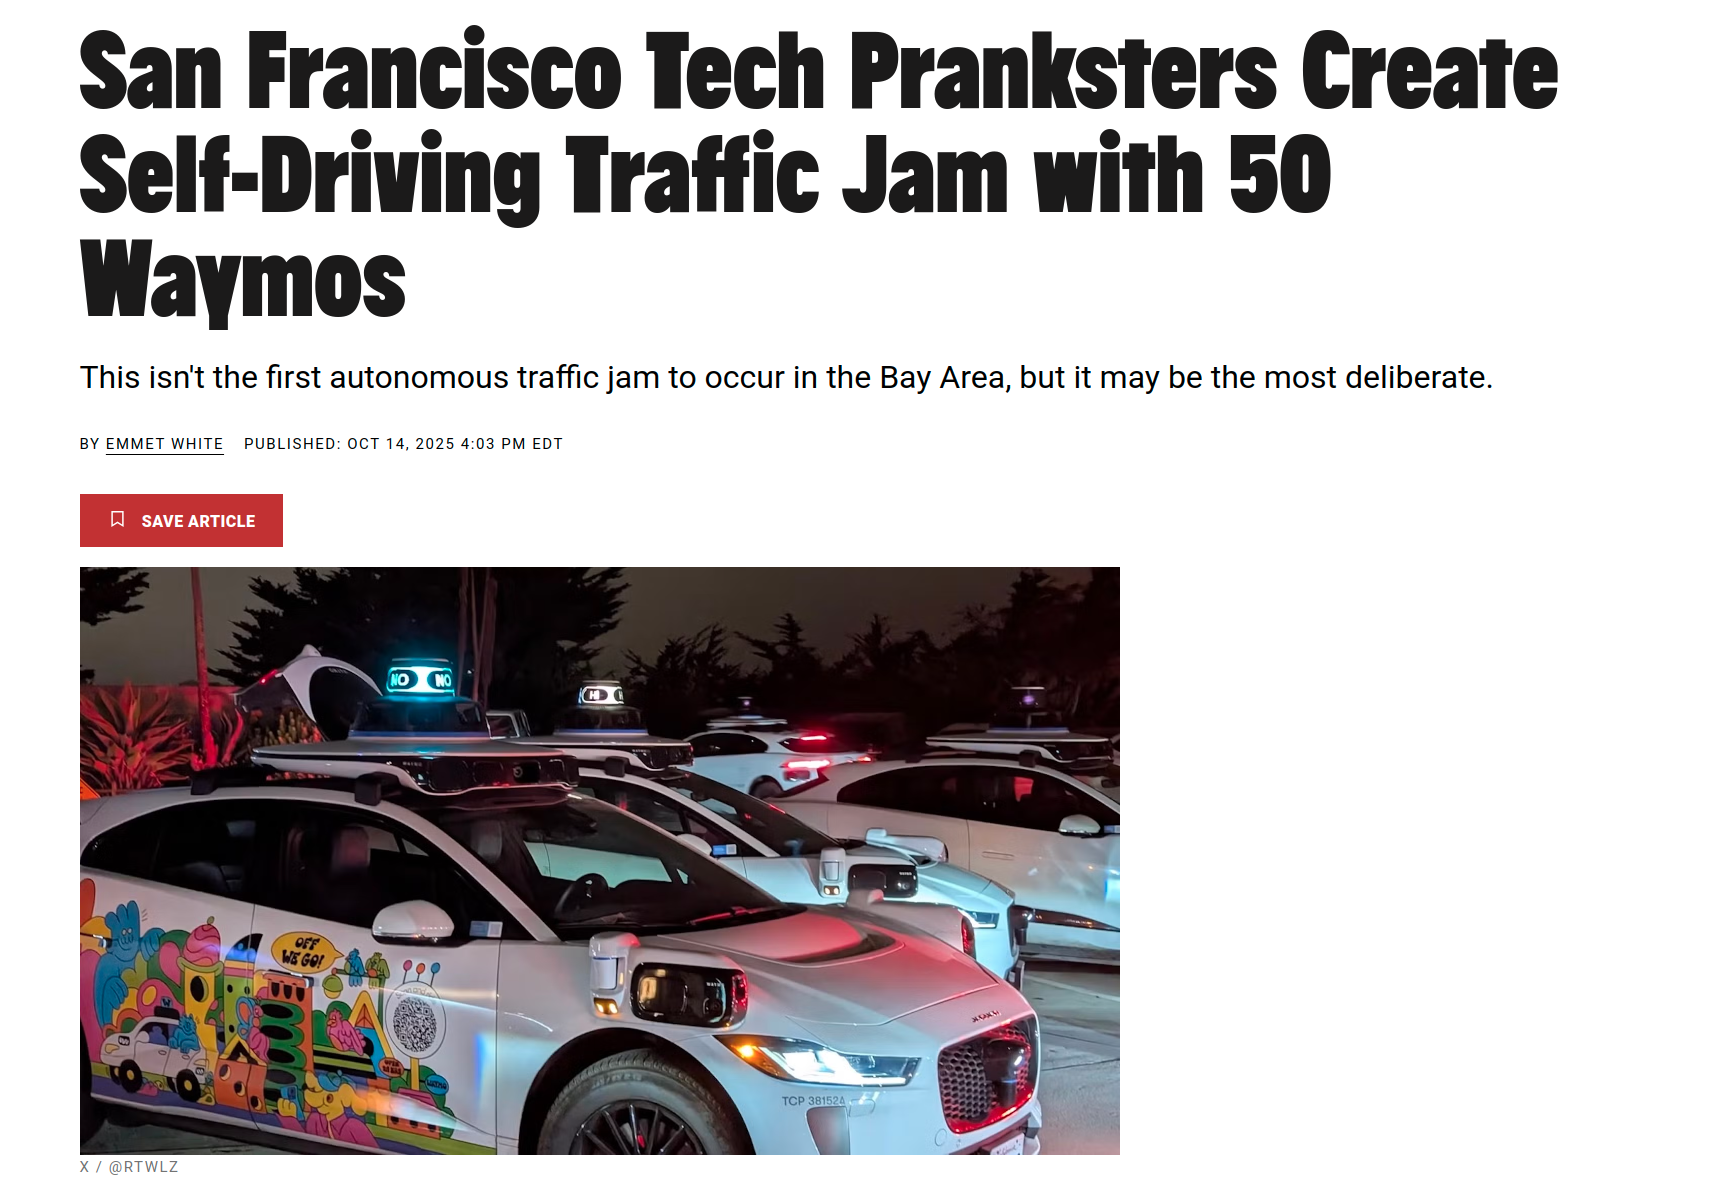 San Francisco Tech Pranksters Create
Self-Driving Traffic Jam with 50
Waymos
This isn't the first autonomous traffic jam to occur in the Bay Area, but it may be the most deliberate.
BY EMMET WHITE PUBLISHED: OCT 14, 2025 4:03 PM EDT
SAVE ARTICLE
NO NO
HI
OFF
WE GO!
TCP 38152A
X / @RTWLZ